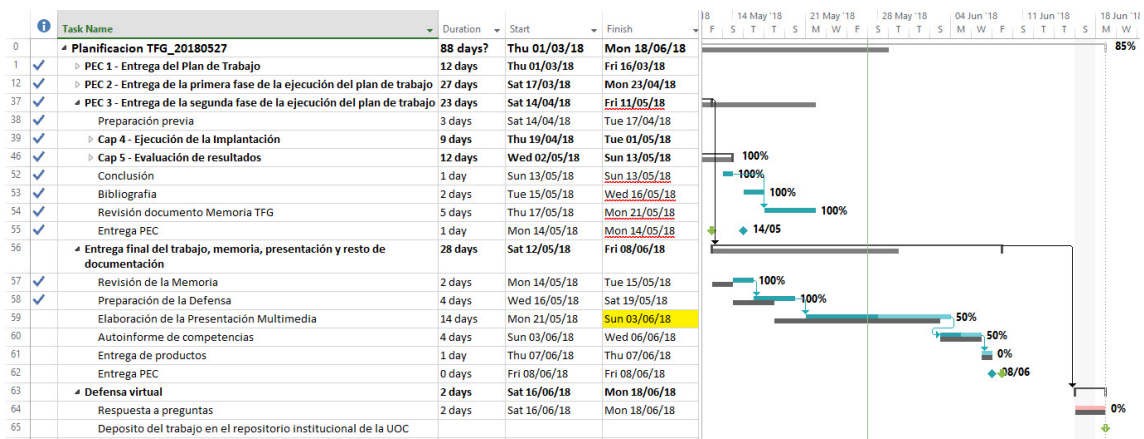 18 14 May '18 21 May '18 28 May '18 04 Jun '18 11 Jun '18 18 Jun '18
Task Name Duration Start Finish F S T T S M W F S T T S M W F S T T S M W
0 Planificacion TFG_20180527 88 days? Thu 01/03/18 Mon 18/06/18 85%
1 PEC 1 - Entrega del Plan de Trabajo 12 days Thu 01/03/18 Fri 16/03/18
12 PEC 2 - Entrega de la primera fase de la ejecución del plan de trabajo 27 days Sat 17/03/18 Mon 23/04/18
37 PEC 3 - Entrega de la segunda fase de la ejecución del plan de trabajo 23 days Sat 14/04/18 Fri 11/05/18
38 Preparación previa 3 days Sat 14/04/18 Tue 17/04/18
39 Cap 4 - Ejecución de la Implantación 9 days Thu 19/04/18 Tue 01/05/18
46 Cap 5 - Evaluación de resultados 12 days Wed 02/05/18 Sun 13/05/18 100%
52 Conclusión 1 day Sun 13/05/18 Sun 13/05/18 100%
53 Bibliografia 2 days Tue 15/05/18 Wed 16/05/18 100%
54 Revisión documento Memoria TFG 5 days Thu 17/05/18 Mon 21/05/18 100%
55 Entrega PEC 1 day Mon 14/05/18 Mon 14/05/18 14/05
56 Entrega final del trabajo, memoria, presentación y resto de 28 days Sat 12/05/18 Fri 08/06/18
documentación
57 Revisión de la Memoria 2 days Mon 14/05/18 Tue 15/05/18 100%
58 Preparación de la Defensa 4 days Wed 16/05/18 Sat 19/05/18 100%
59 Elaboración de la Presentación Multimedia 14 days Mon 21/05/18 Sun 03/06/18 50%
60 Autoinforme de competencias 4 days Sun 03/06/18 Wed 06/06/18 50%
61 Entrega de productos 1 day Thu 07/06/18 Thu 07/06/18 0%
62 Entrega PEC 0 days Fri 08/06/18 Fri 08/06/18 08/06
63 Defensa virtual 2 days Sat 16/06/18 Mon 18/06/18
64 Respuesta a preguntas 2 days Sat 16/06/18 Mon 18/06/18 0%
65 Deposito del trabajo en el repositorio institucional de la UOC